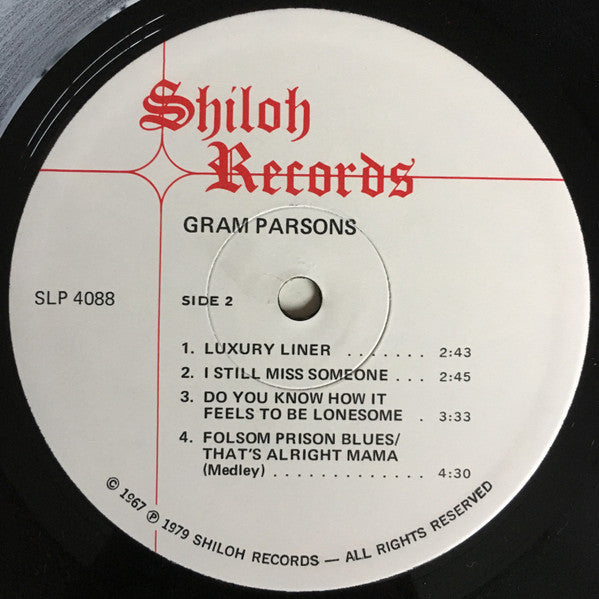 Shiloh
Records
GRAM PARSONS
SLP 4088
SIDE 2
1. LUXURY LINER ....... 2:43
2. I STILL MISS SOMEONE ... 2:45
3. DO YOU KNOW HOW IT
FEELS TO BE LONESOME . 3:33
4. FOLSOM PRISON BLUES/
THAT'S ALRIGHT MAMA
(Medley) ............. 4:30
© 1967 ℗ 1979 SHILOH RECORDS — ALL RIGHTS RESERVED